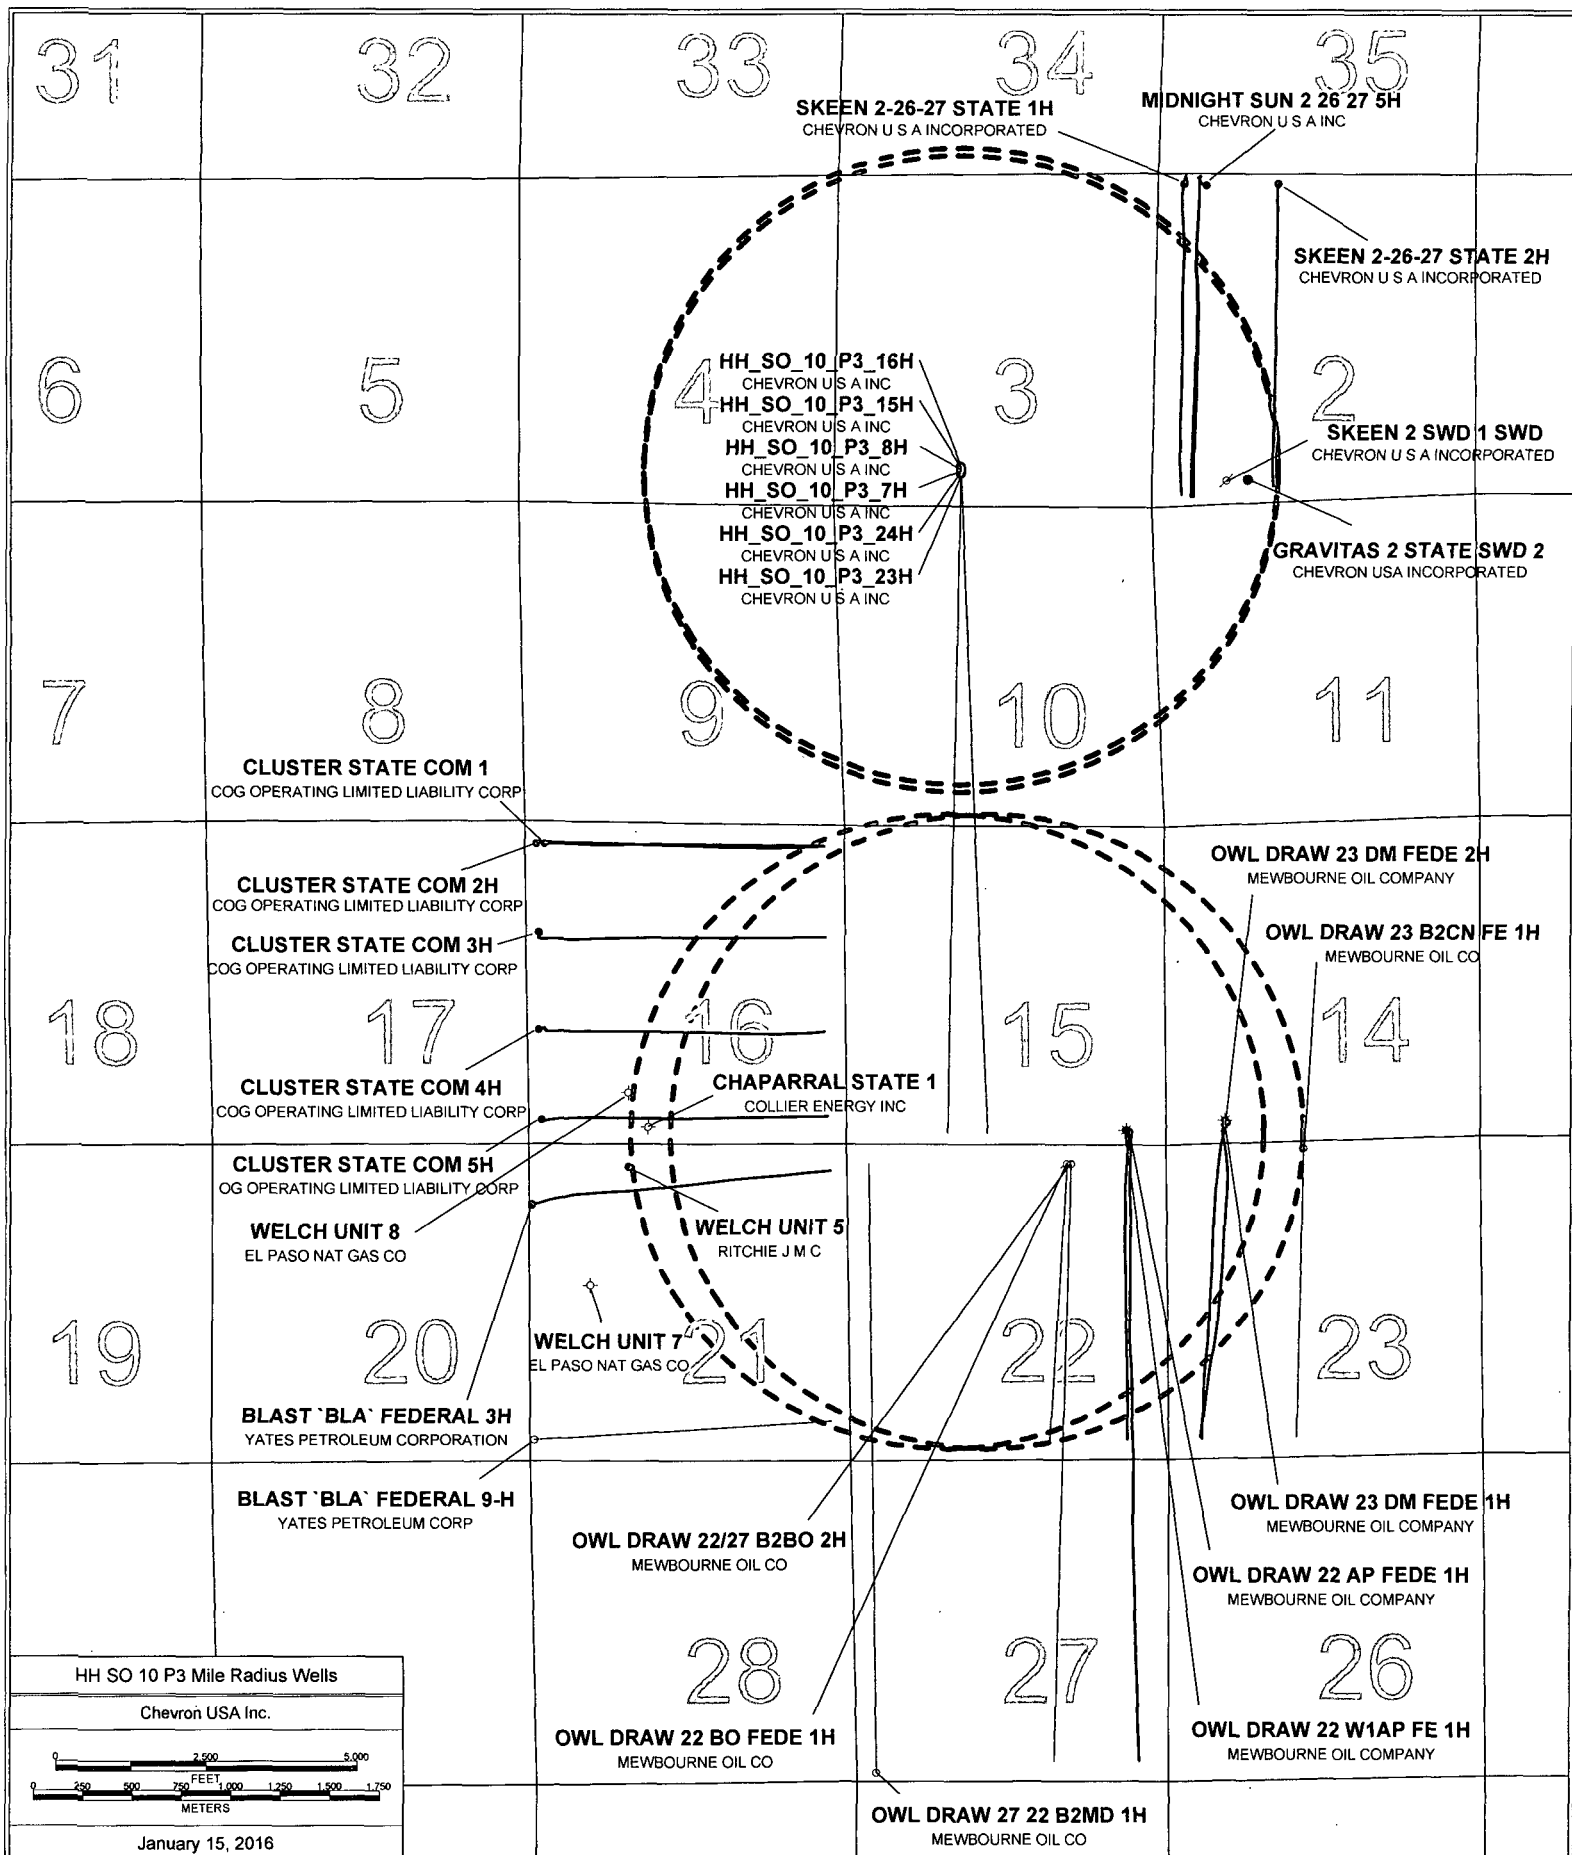 31
32
33
34
35
SKEEN 2-26-27 STATE 1H
CHEVRON U S A INCORPORATED
MIDNIGHT SUN 2 26 27 5H
CHEVRON U S A INC
SKEEN 2-26-27 STATE 2H
CHEVRON U S A INCORPORATED
6
5
4
3
2
HH_SO_10_P3_16H
CHEVRON U S A INC
HH_SO_10_P3_15H
CHEVRON U S A INC
HH_SO_10_P3_8H
CHEVRON U S A INC
HH_SO_10_P3_7H
CHEVRON U S A INC
HH_SO_10_P3_24H
CHEVRON U S A INC
HH_SO_10_P3_23H
CHEVRON U S A INC
SKEEN 2 SWD 1 SWD
CHEVRON U S A INCORPORATED
GRAVITAS 2 STATE SWD 2
CHEVRON USA INCORPORATED
7
8
9
10
11
CLUSTER STATE COM 1
COG OPERATING LIMITED LIABILITY CORP
CLUSTER STATE COM 2H
COG OPERATING LIMITED LIABILITY CORP
CLUSTER STATE COM 3H
COG OPERATING LIMITED LIABILITY CORP
OWL DRAW 23 DM FEDE 2H
MEWBOURNE OIL COMPANY
OWL DRAW 23 B2CN FE 1H
MEWBOURNE OIL CO
18
17
16
15
14
CLUSTER STATE COM 4H
COG OPERATING LIMITED LIABILITY CORP
CHAPARRAL STATE 1
COLLIER ENERGY INC
CLUSTER STATE COM 5H
OG OPERATING LIMITED LIABILITY CORP
WELCH UNIT 8
EL PASO NAT GAS CO
WELCH UNIT 5
RITCHIE J M C
19
20
WELCH UNIT 7
EL PASO NAT GAS CO
21
22
23
BLAST `BLA` FEDERAL 3H
YATES PETROLEUM CORPORATION
BLAST `BLA` FEDERAL 9-H
YATES PETROLEUM CORP
OWL DRAW 22/27 B2BO 2H
MEWBOURNE OIL CO
OWL DRAW 23 DM FEDE 1H
MEWBOURNE OIL COMPANY
OWL DRAW 22 AP FEDE 1H
MEWBOURNE OIL COMPANY
28
27
26
OWL DRAW 22 BO FEDE 1H
MEWBOURNE OIL CO
OWL DRAW 22 W1AP FE 1H
MEWBOURNE OIL COMPANY
OWL DRAW 27 22 B2MD 1H
MEWBOURNE OIL CO
HH SO 10 P3 Mile Radius Wells
Chevron USA Inc.
0 2,500 5,000
FEET
0 250 500 750 1,000 1,250 1,500 1,750
METERS
January 15, 2016